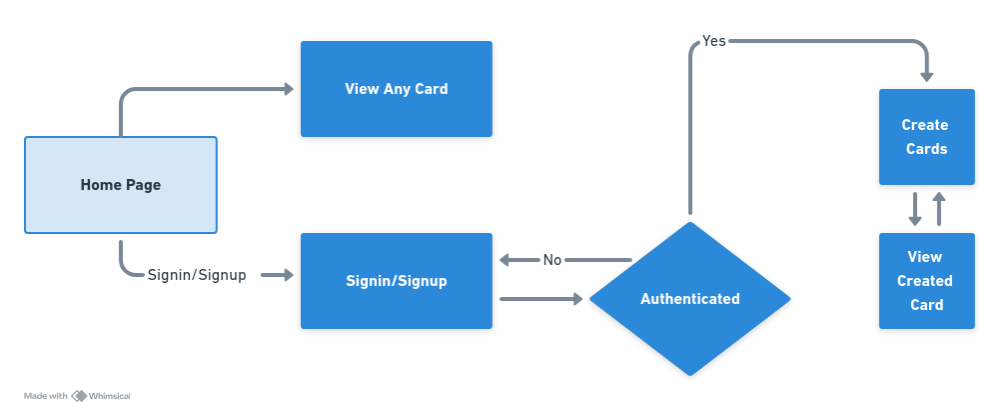 Yes
View Any Card
Create
Cards
Home Page
Signin/Signup
Signin/Signup
No
Authenticated
View
Created
Card
Made with Whimsical